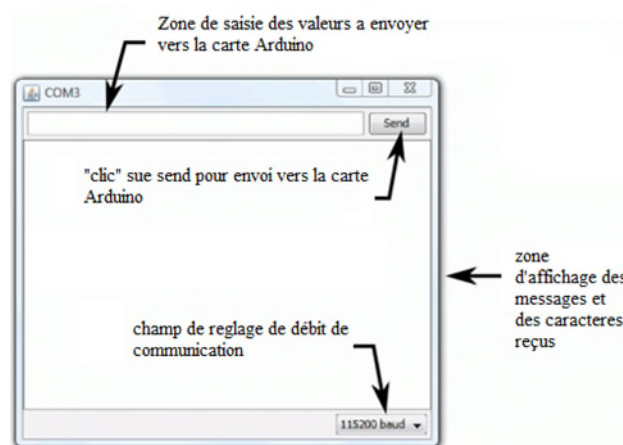 Zone de saisie des valeurs a envoyer
vers la carte Arduino
COM3
Send
"clic" sue send pour envoi vers la carte
Arduino
zone
d'affichage des
messages et
des caracteres
reçus
champ de reglage de débit de
communication
115200 baud